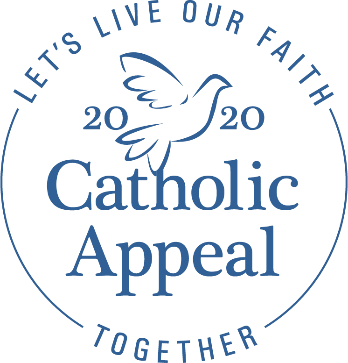 LET'S LIVE OUR FAITH
20 20
Catholic
Appeal
TOGETHER